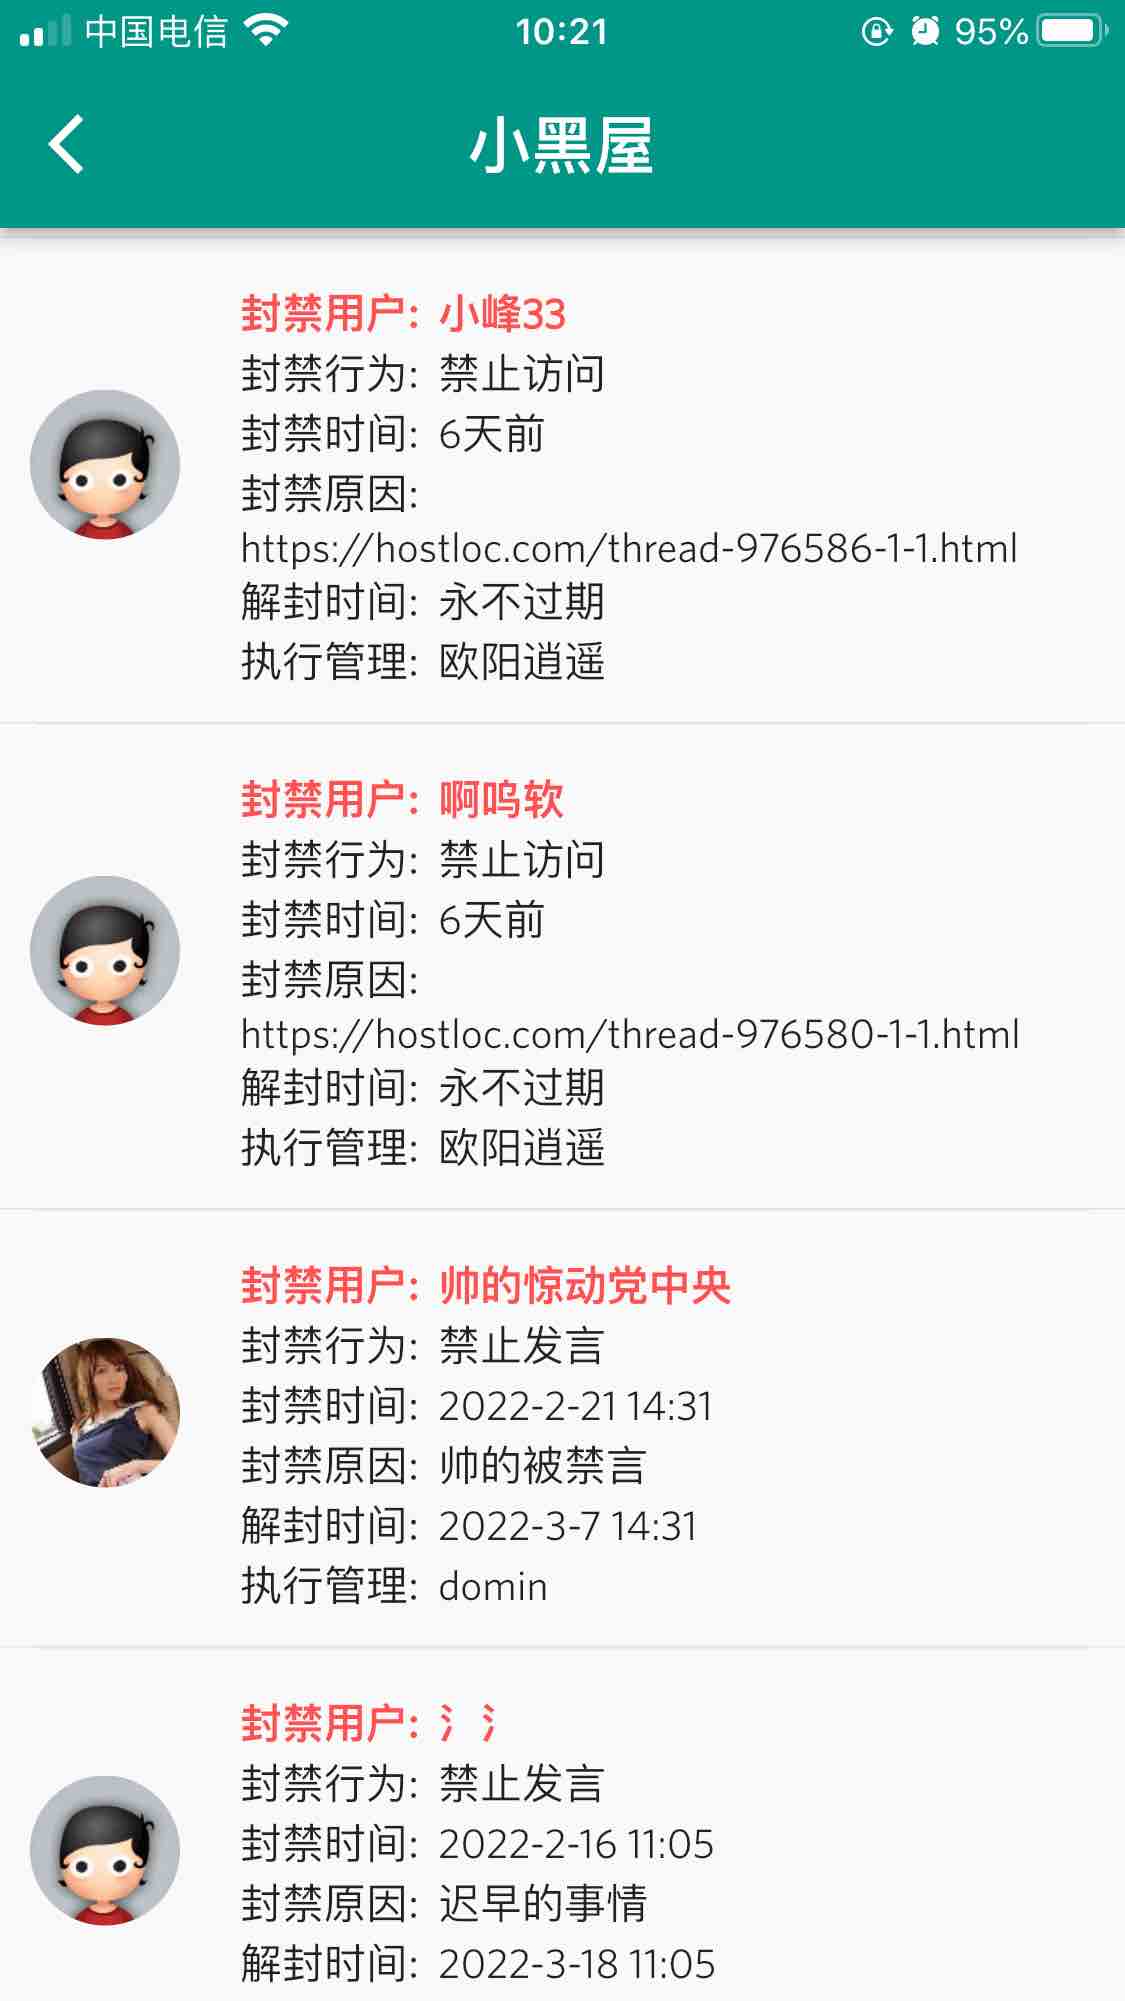 中国电信 10:21 95%
小黑屋
封禁用户: 小峰33
封禁行为: 禁止访问
封禁时间: 6天前
封禁原因:
https://hostloc.com/thread-976586-1-1.html
解封时间: 永不过期
执行管理: 欧阳逍遥
封禁用户: 啊呜软
封禁行为: 禁止访问
封禁时间: 6天前
封禁原因:
https://hostloc.com/thread-976580-1-1.html
解封时间: 永不过期
执行管理: 欧阳逍遥
封禁用户: 帅的惊动党中央
封禁行为: 禁止发言
封禁时间: 2022-2-21 14:31
封禁原因: 帅的被禁言
解封时间: 2022-3-7 14:31
执行管理: domin
封禁用户: 氵氵
封禁行为: 禁止发言
封禁时间: 2022-2-16 11:05
封禁原因: 迟早的事情
解封时间: 2022-3-18 11:05